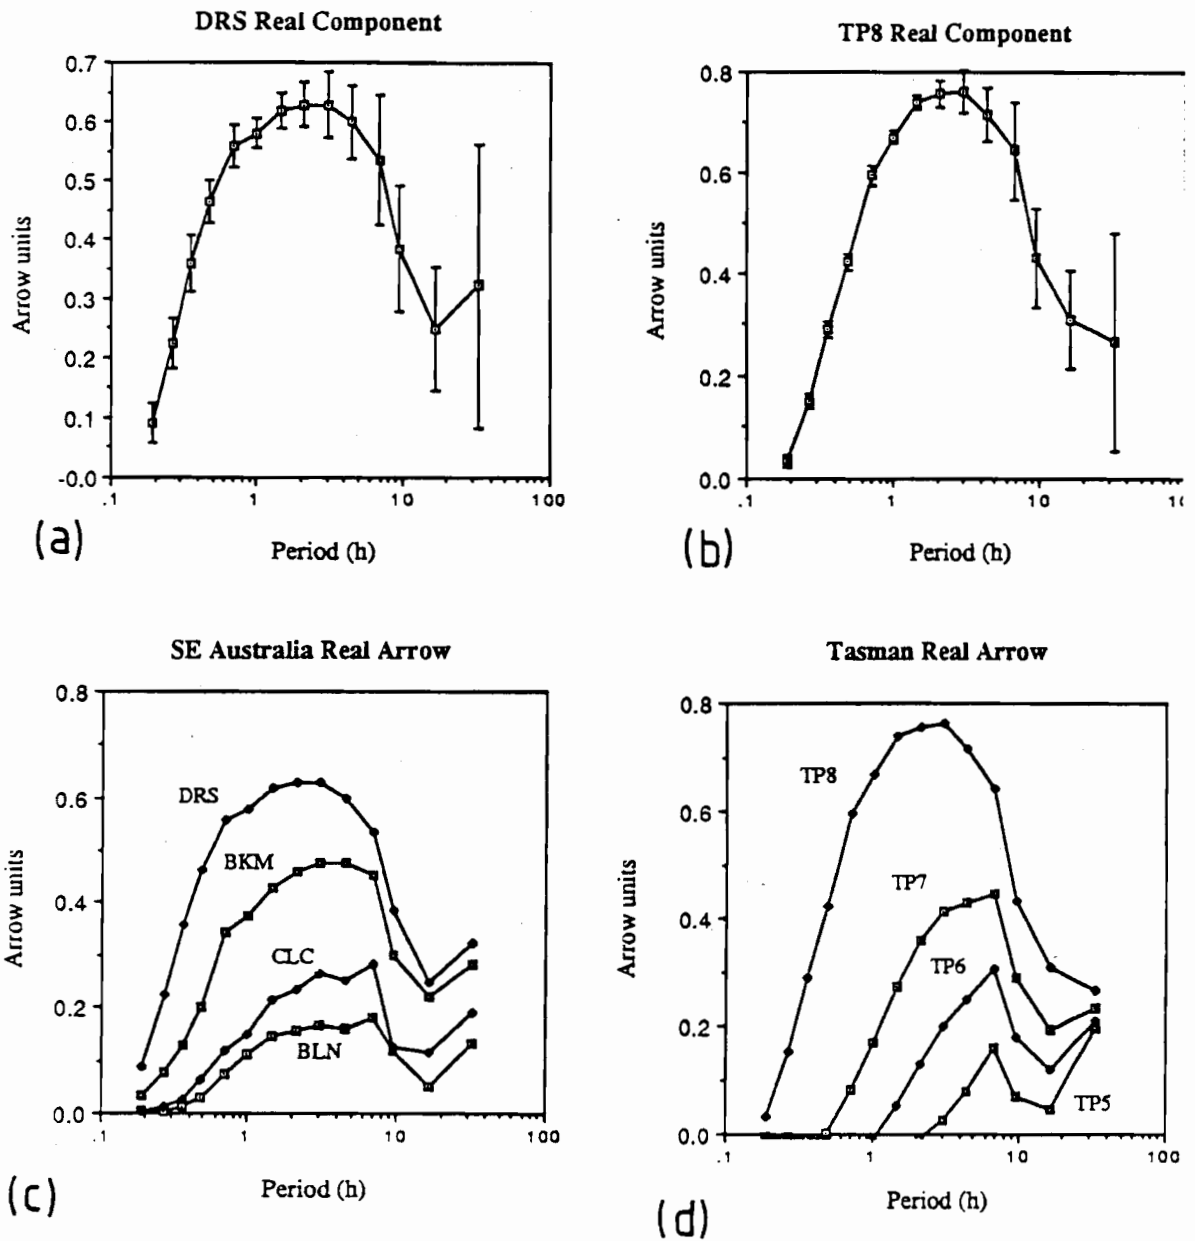 DRS Real Component
0.7
0.6
0.5
0.4
0.3
0.2
0.1
-0.0
.1 1 10 100
Arrow units
Period (h)
(a)
TP8 Real Component
0.8
0.6
0.4
0.2
0.0
.1 1 10
Arrow units
Period (h)
(b)
SE Australia Real Arrow
0.8
0.6
0.4
0.2
0.0
.1 1 10 100
DRS
BKM
CLC
BLN
Arrow units
Period (h)
(c)
Tasman Real Arrow
0.8
0.6
0.4
0.2
0.0
.1 1 10 100
TP8
TP7
TP6
TP5
Arrow units
Period (h)
(d)